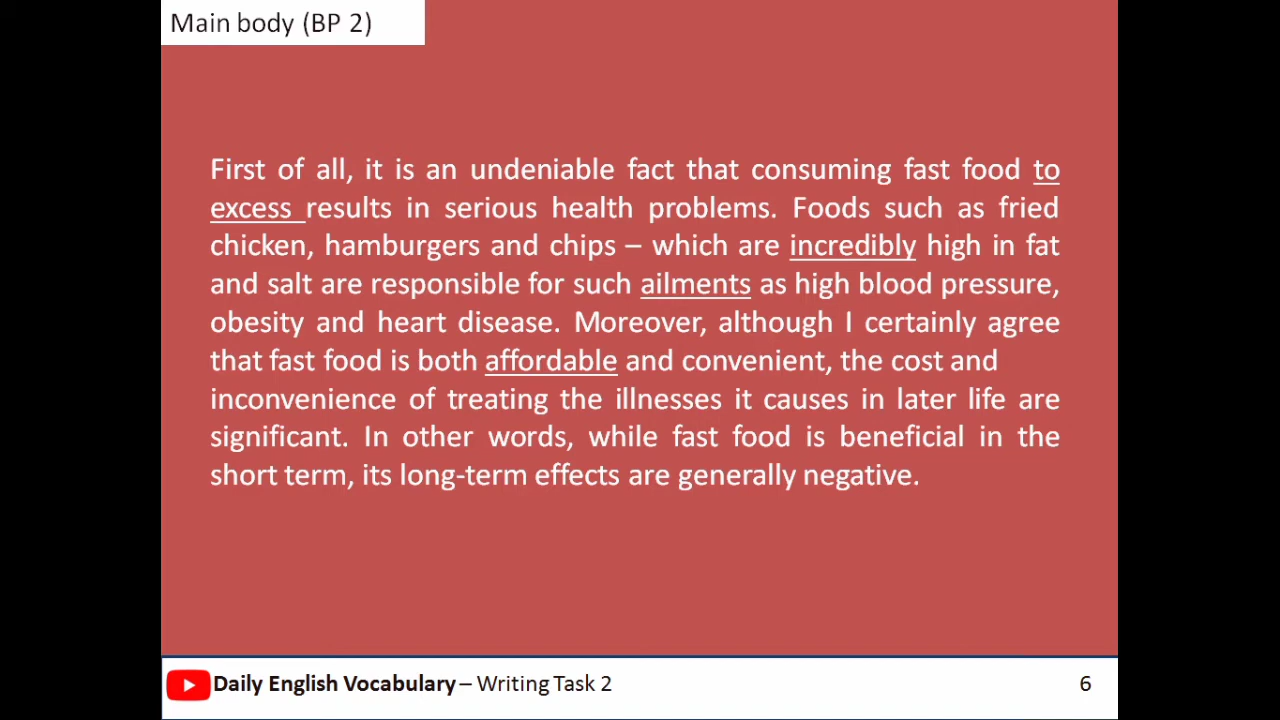 Main body (BP 2)
First of all, it is an undeniable fact that consuming fast food to
excess results in serious health problems. Foods such as fried
chicken, hamburgers and chips – which are incredibly high in fat
and salt are responsible for such ailments as high blood pressure,
obesity and heart disease. Moreover, although I certainly agree
that fast food is both affordable and convenient, the cost and
inconvenience of treating the illnesses it causes in later life are
significant. In other words, while fast food is beneficial in the
short term, its long-term effects are generally negative.
Daily English Vocabulary – Writing Task 2 6